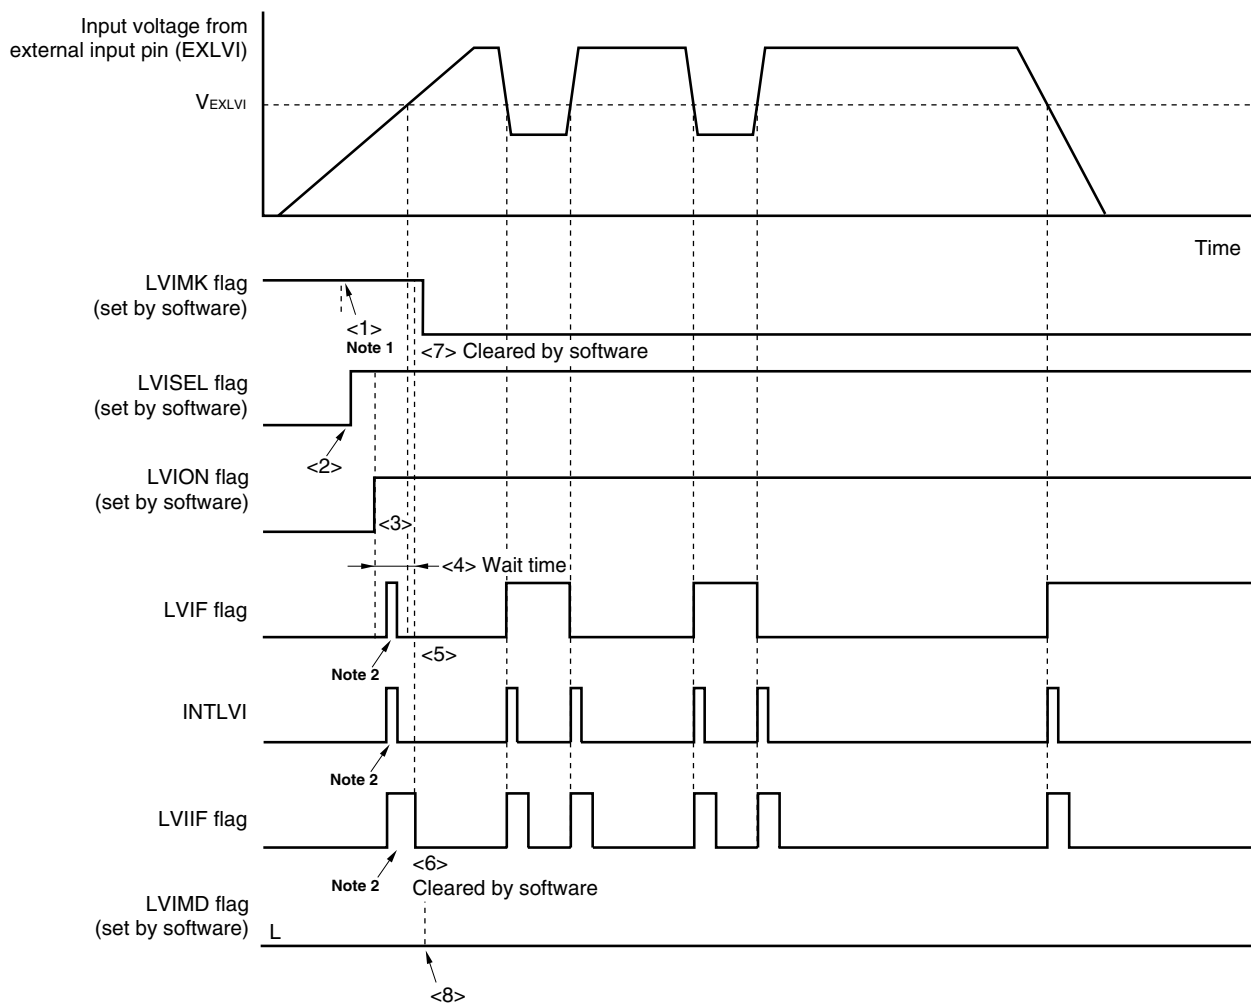 Input voltage from
external input pin (EXLVI)
VEXLVI
Time
LVIMK flag
(set by software)
<1>
Note 1
<7> Cleared by software
LVISEL flag
(set by software)
<2>
LVION flag
(set by software)
<3>
<4> Wait time
LVIF flag
<5>
Note 2
INTLVI
Note 2
LVIIF flag
<6>
Note 2
Cleared by software
LVIMD flag
(set by software)
L
<8>